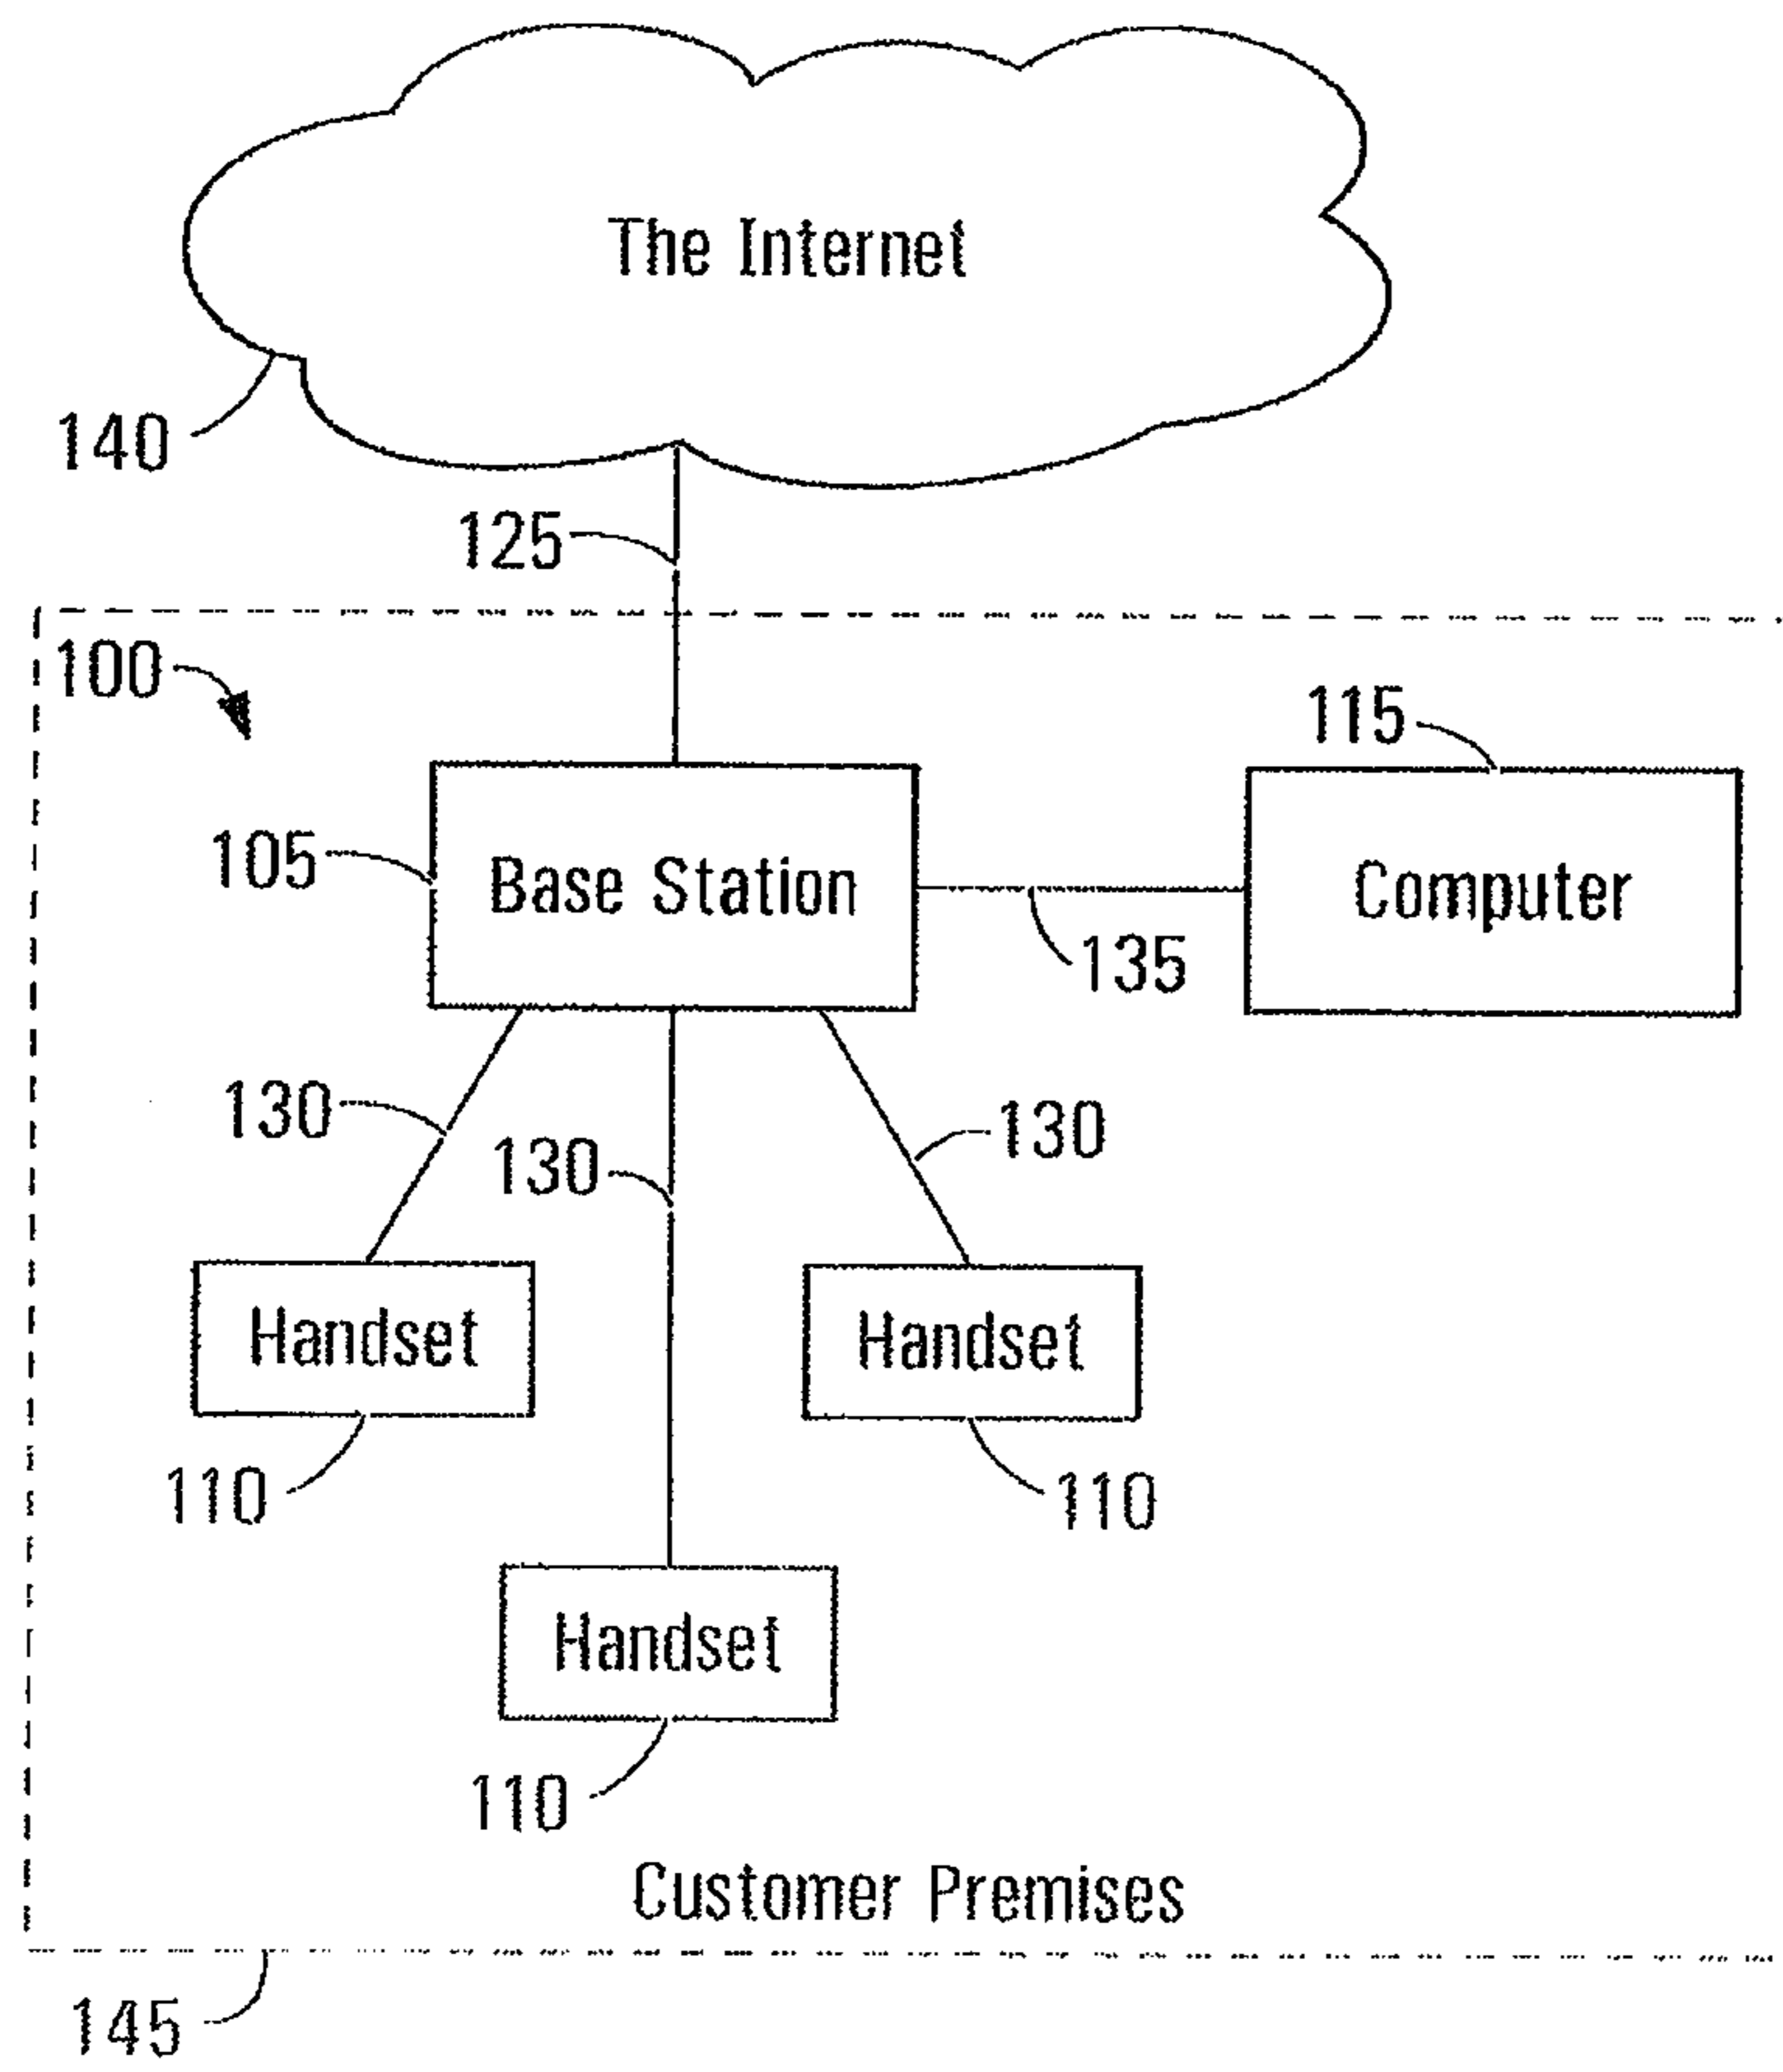 The Internet
140
125
100
115
105
Base Station
Computer
135
130
130
130
Handset
Handset
110
110
Handset
110
Customer Premises
145